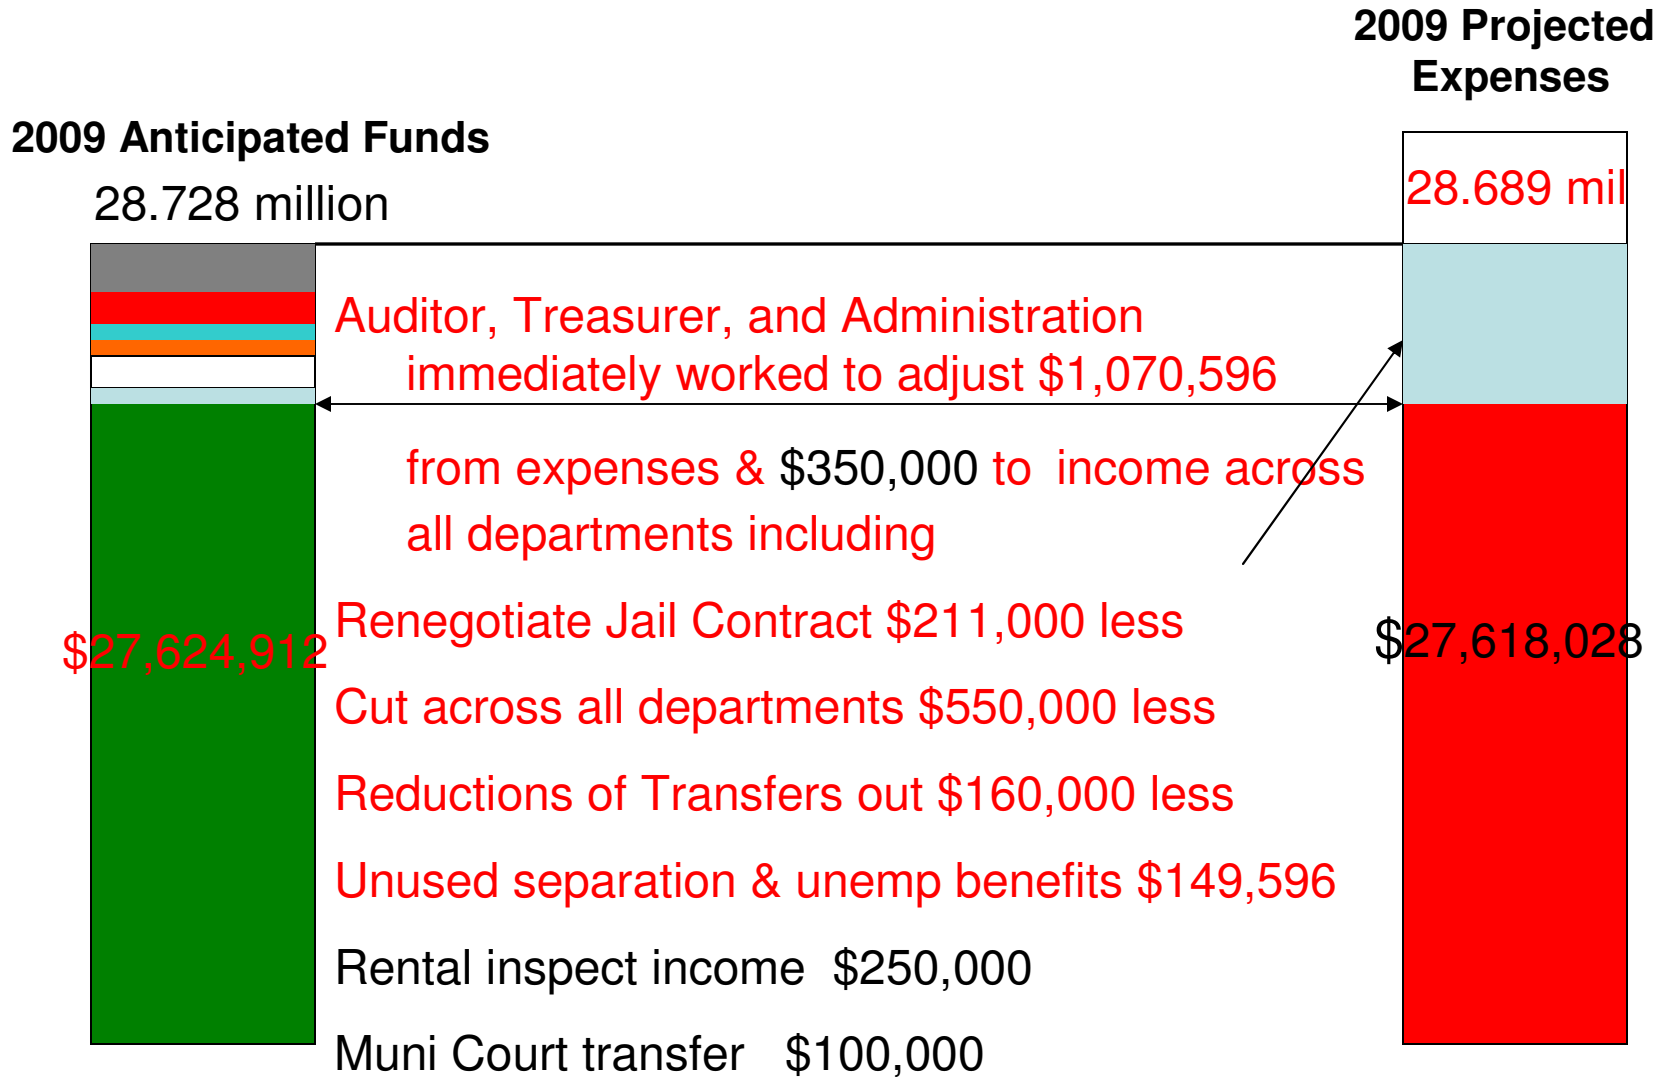 2009 Projected
Expenses
2009 Anticipated Funds
28.728 million
28.689 mil
Auditor, Treasurer, and Administration
immediately worked to adjust $1,070,596
from expenses & $350,000 to income across
all departments including
Renegotiate Jail Contract $211,000 less
$27,624,912
$27,618,028
Cut across all departments $550,000 less
Reductions of Transfers out $160,000 less
Unused separation & unemp benefits $149,596
Rental inspect income $250,000
Muni Court transfer $100,000